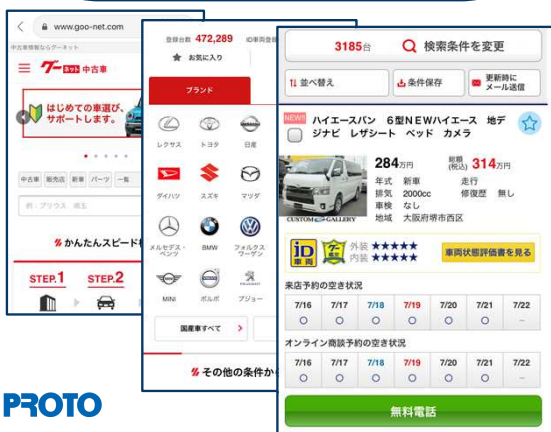 www.goo-net.com
中古車情報ならグーネット
グーネット 中古車
はじめての車選び、
サポートします。
中古車 販売店 新車 パーツ 一覧
例：プリウス 埼玉
かんたんスピード
STEP.1 STEP.2
PROTO
登録台数 472,289 ID車両登録
お気に入り
ブランド
レクサス トヨタ 日産
ダイハツ スズキ マツダ
メルセデス・ベンツ BMW フォルクスワーゲン
MINI ボルボ プジョー
国産車すべて
その他の条件から
3185台 検索条件を変更
並べ替え 条件保存 更新時にメール送信
NEW!! ハイエースバン 6型NEWハイエース 地デ
ジナビ レザシート ベッド カメラ
284万円 総額(税込) 314万円
年式 新車 走行
排気 2000cc 修復歴 無し
車検 なし
地域 大阪府堺市西区
CUSTOM GALLERY
iD 車両 グー鑑定 外装 ★★★★★
内装 ★★★★★
車両状態評価書を見る
来店予約の空き状況
7/16 7/17 7/18 7/19 7/20 7/21 7/22
○ ○ ○ ○ ○ ○ −
オンライン商談予約の空き状況
7/16 7/17 7/18 7/19 7/20 7/21 7/22
○ ○ ○ ○ ○ ○ −
無料電話